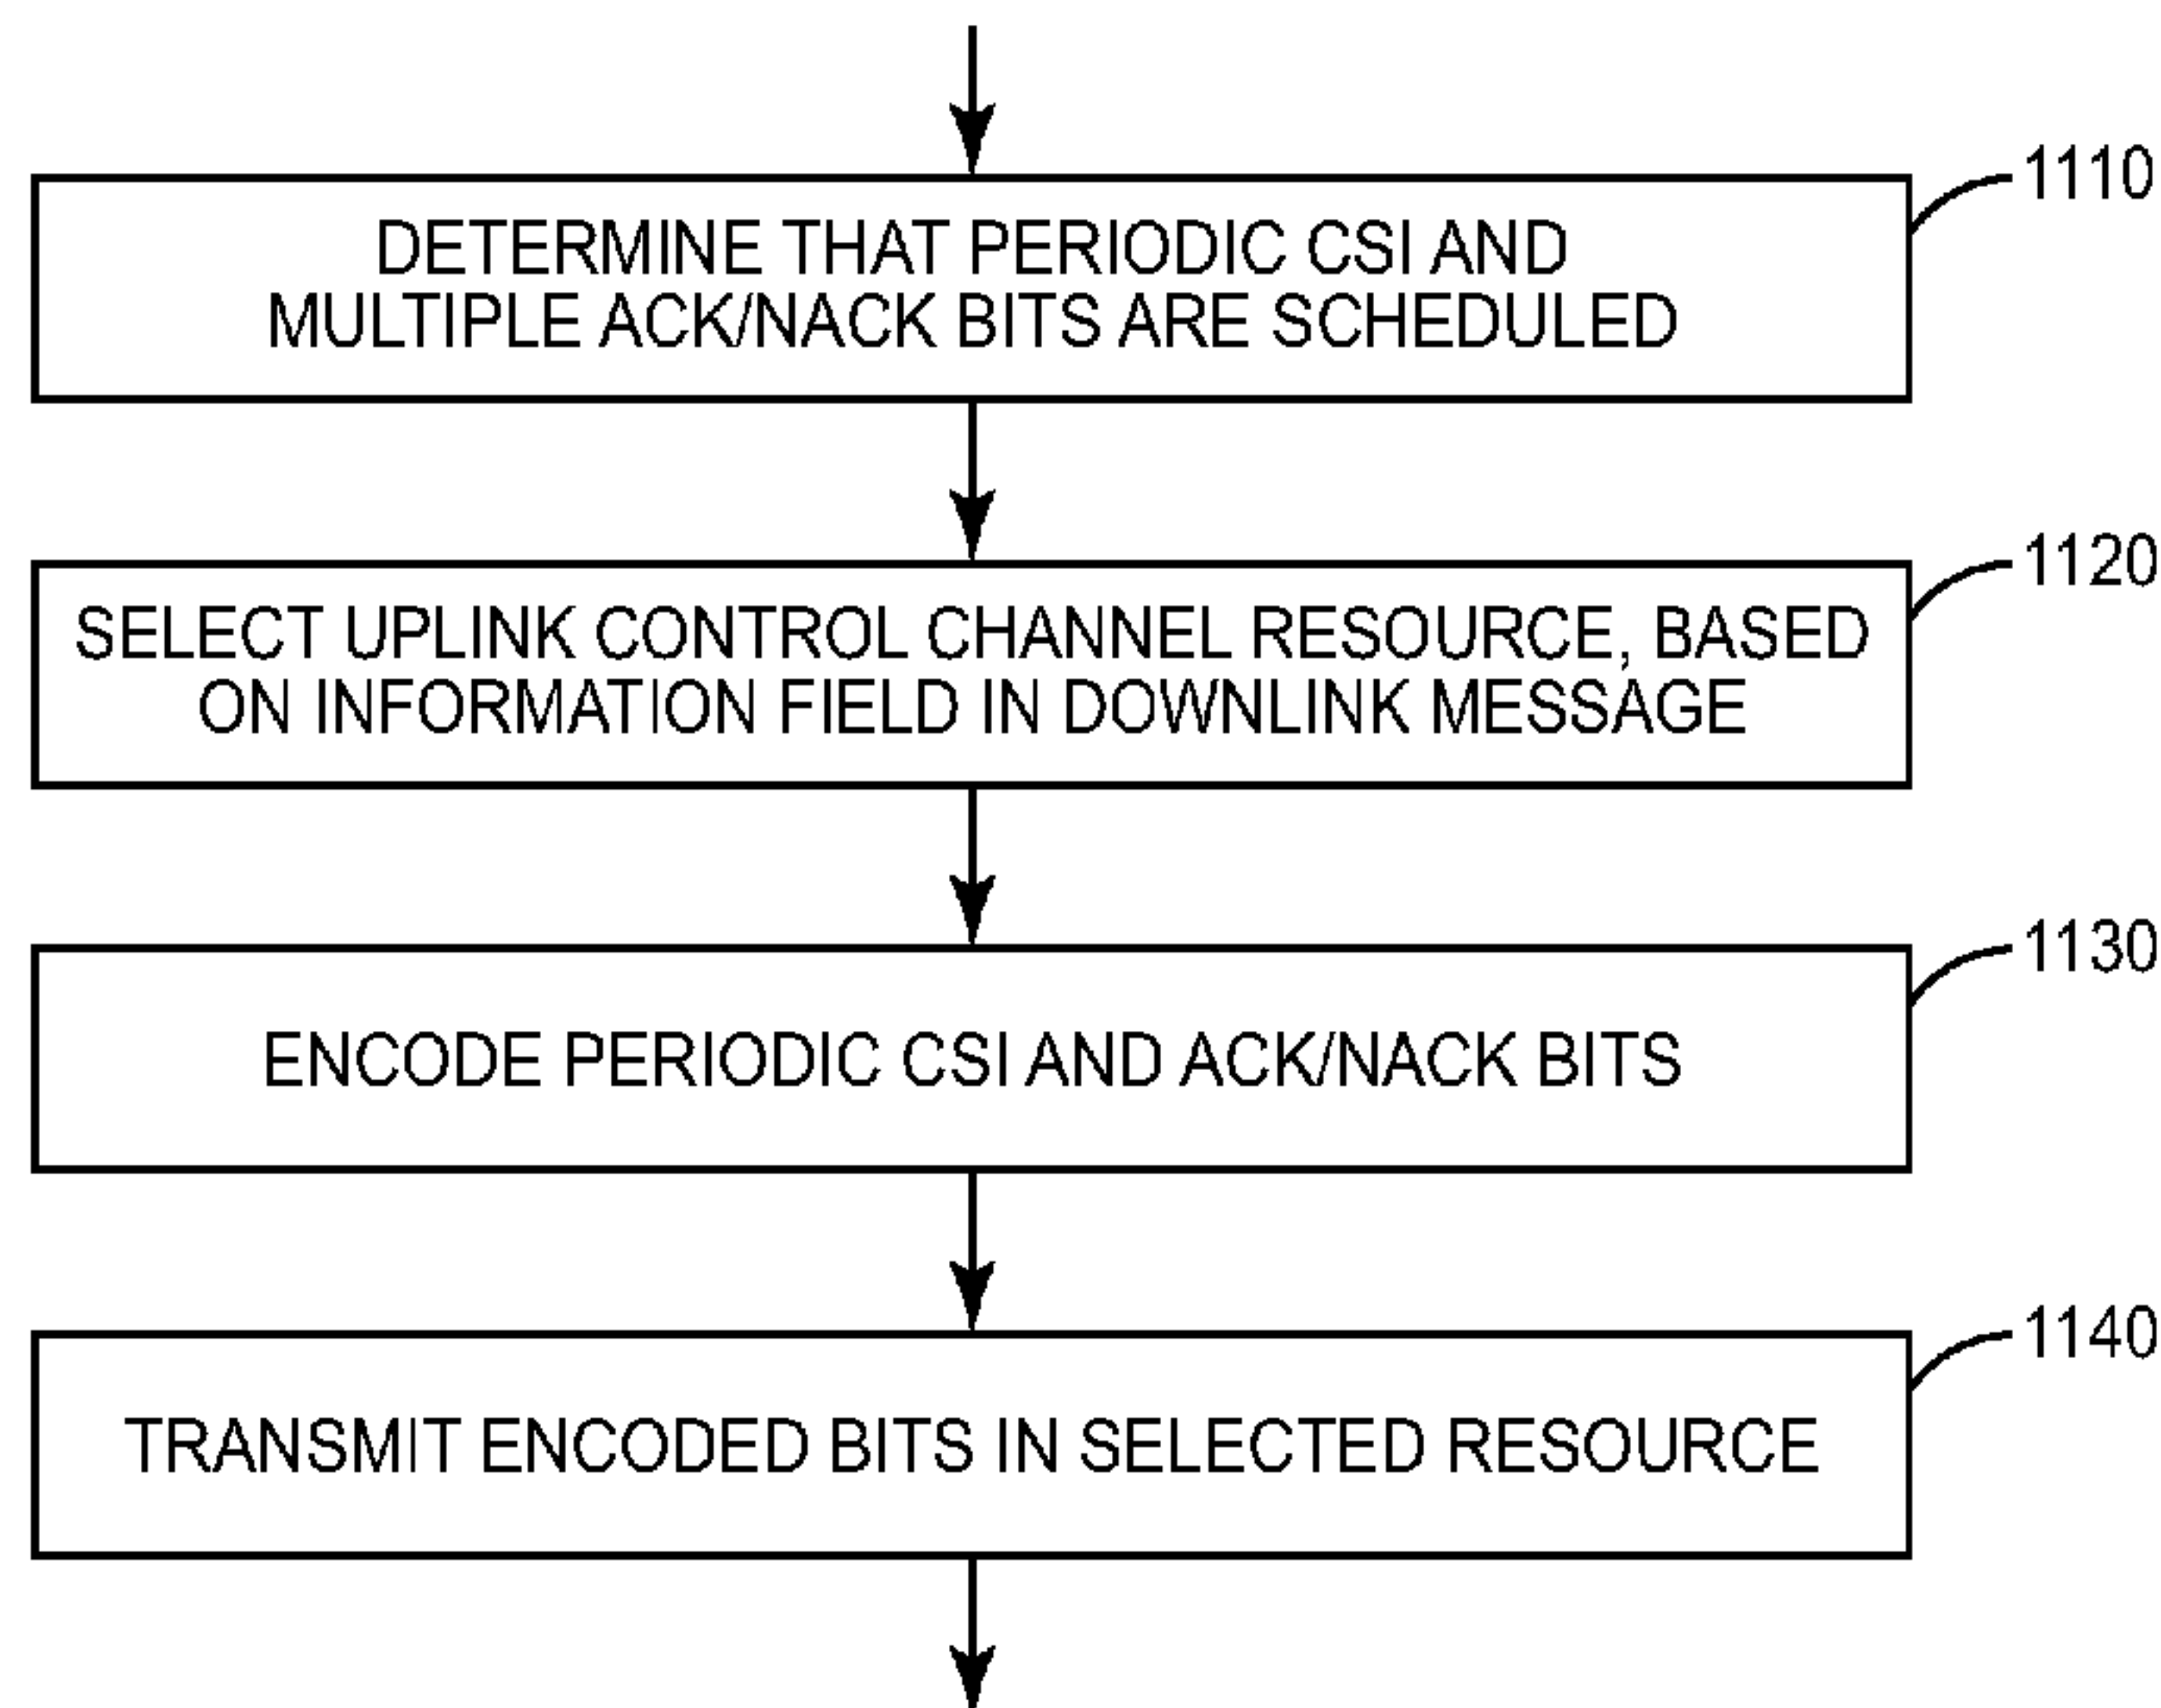 1110
DETERMINE THAT PERIODIC CSI AND
MULTIPLE ACK/NACK BITS ARE SCHEDULED
1120
SELECT UPLINK CONTROL CHANNEL RESOURCE, BASED
ON INFORMATION FIELD IN DOWNLINK MESSAGE
1130
ENCODE PERIODIC CSI AND ACK/NACK BITS
1140
TRANSMIT ENCODED BITS IN SELECTED RESOURCE